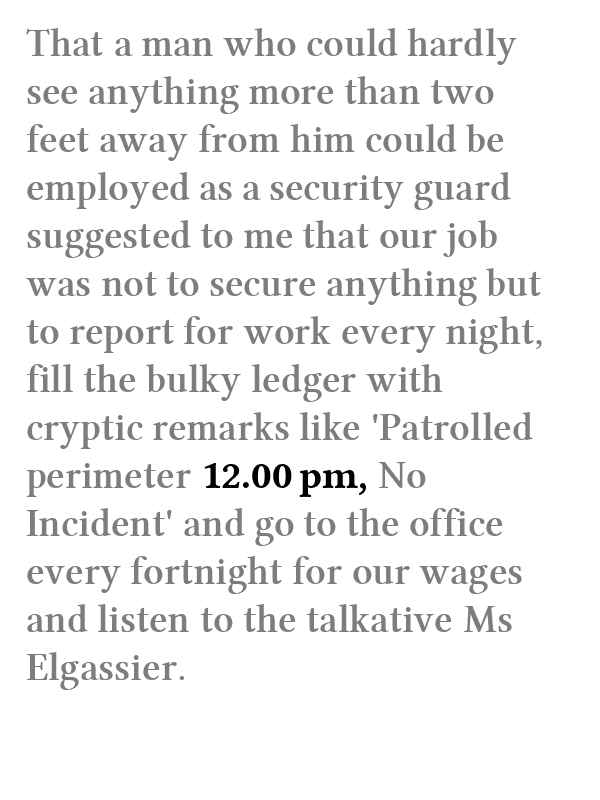 That a man who could hardly
see anything more than two
feet away from him could be
employed as a security guard
suggested to me that our job
was not to secure anything but
to report for work every night,
fill the bulky ledger with
cryptic remarks like 'Patrolled
perimeter 12.00 pm, No
Incident' and go to the office
every fortnight for our wages
and listen to the talkative Ms
Elgassier.